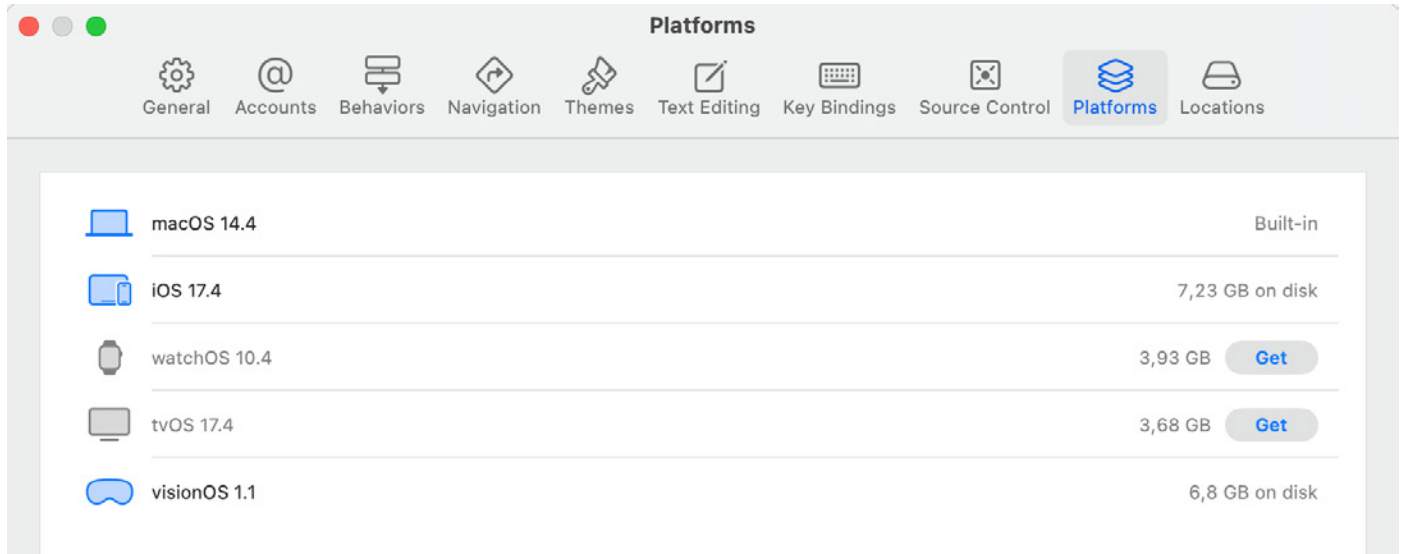 Platforms
General Accounts Behaviors Navigation Themes Text Editing Key Bindings Source Control Platforms Locations
macOS 14.4 Built-in
iOS 17.4 7,23 GB on disk
watchOS 10.4 3,93 GB Get
tvOS 17.4 3,68 GB Get
visionOS 1.1 6,8 GB on disk